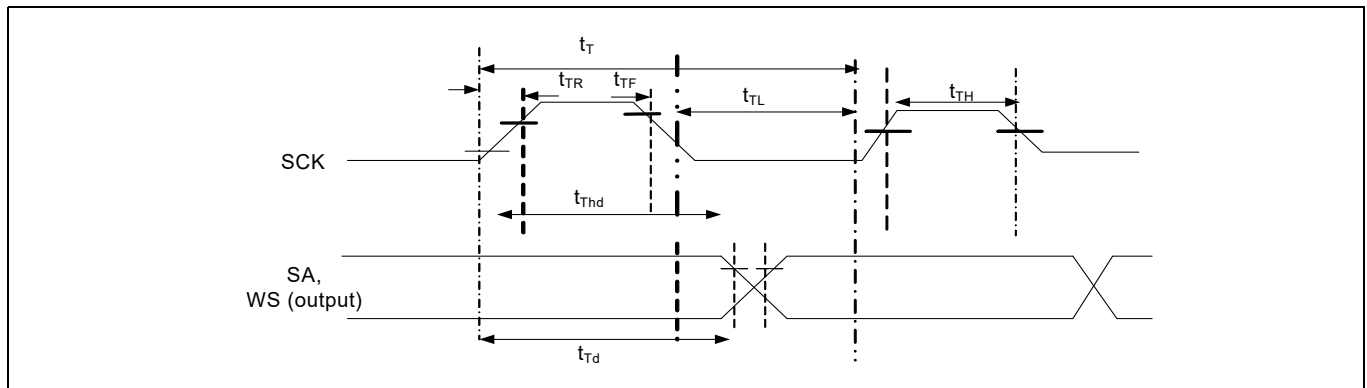 t_T
t_TR t_TF
t_TL
t_TH
SCK
t_Thd
SA,
WS (output)
t_Td